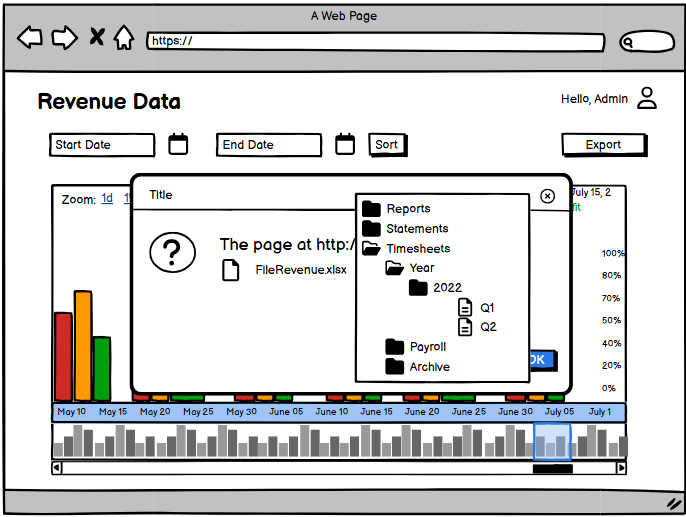 A Web Page
https://
Revenue Data
Hello, Admin
Start Date
End Date
Sort
Export
Title
Zoom: 1d
July 15, 2
Reports
Statements
Timesheets
The page at http:/
Year
FileRevenue.xlsx
2022
Q1
Q2
Payroll
Archive
OK
100%
80%
70%
50%
40%
20%
0%
May 10 May 15 May 20 May 25 May 30 June 05 June 10 June 15 June 20 June 25 June 30 July 05 July 1